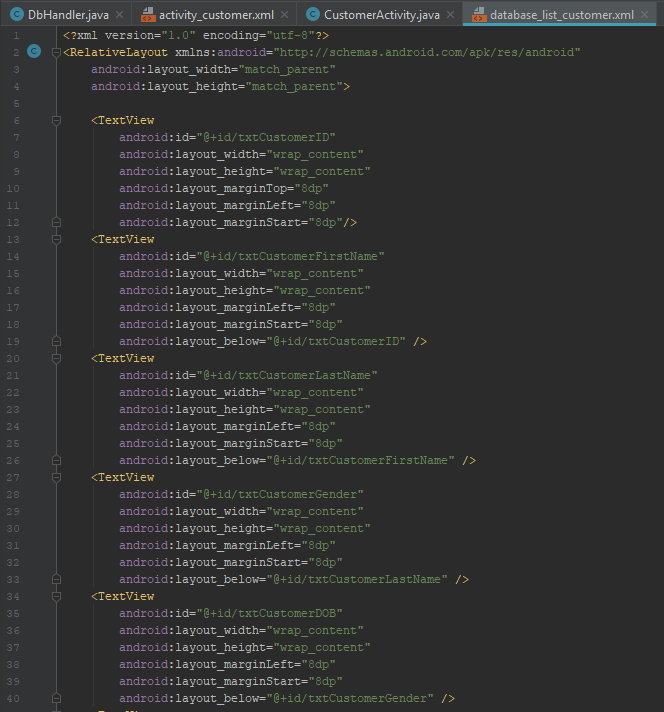 DbHandler.java activity_customer.xml CustomerActivity.java database_list_customer.xml
1 <?xml version="1.0" encoding="utf-8"?>
2 <RelativeLayout xmlns:android="http://schemas.android.com/apk/res/android"
3 android:layout_width="match_parent"
4 android:layout_height="match_parent">
5
6 <TextView
7 android:id="@+id/txtCustomerID"
8 android:layout_width="wrap_content"
9 android:layout_height="wrap_content"
10 android:layout_marginTop="8dp"
11 android:layout_marginLeft="8dp"
12 android:layout_marginStart="8dp"/>
13 <TextView
14 android:id="@+id/txtCustomerFirstName"
15 android:layout_width="wrap_content"
16 android:layout_height="wrap_content"
17 android:layout_marginLeft="8dp"
18 android:layout_marginStart="8dp"
19 android:layout_below="@+id/txtCustomerID" />
20 <TextView
21 android:id="@+id/txtCustomerLastName"
22 android:layout_width="wrap_content"
23 android:layout_height="wrap_content"
24 android:layout_marginLeft="8dp"
25 android:layout_marginStart="8dp"
26 android:layout_below="@+id/txtCustomerFirstName" />
27 <TextView
28 android:id="@+id/txtCustomerGender"
29 android:layout_width="wrap_content"
30 android:layout_height="wrap_content"
31 android:layout_marginLeft="8dp"
32 android:layout_marginStart="8dp"
33 android:layout_below="@+id/txtCustomerLastName" />
34 <TextView
35 android:id="@+id/txtCustomerDOB"
36 android:layout_width="wrap_content"
37 android:layout_height="wrap_content"
38 android:layout_marginLeft="8dp"
39 android:layout_marginStart="8dp"
40 android:layout_below="@+id/txtCustomerGender" />